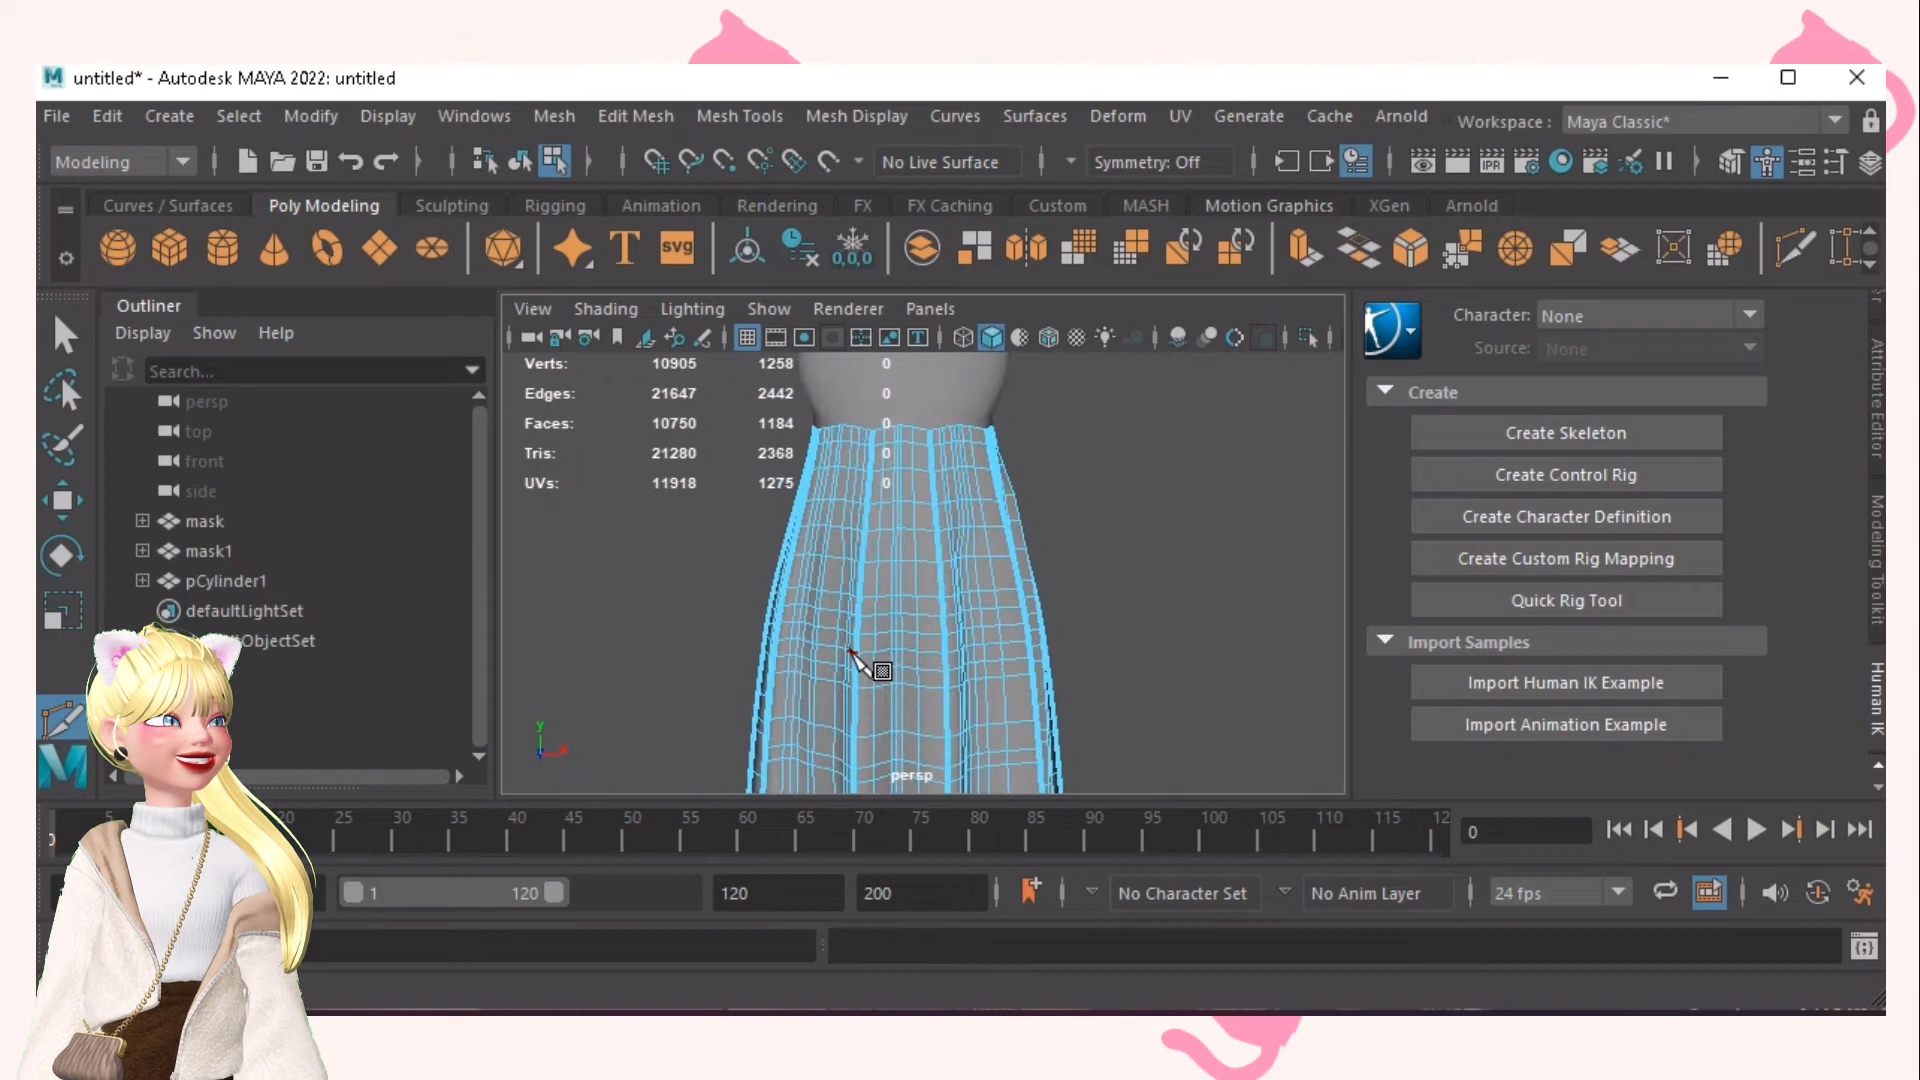 untitled* - Autodesk MAYA 2022: untitled
File Edit Create Select Modify Display Windows Mesh Edit Mesh Mesh Tools Mesh Display Curves Surfaces Deform UV Generate Cache Arnold Workspace : Maya Classic*
Modeling No Live Surface Symmetry: Off IPR
Curves / Surfaces Poly Modeling Sculpting Rigging Animation Rendering FX FX Caching Custom MASH Motion Graphics XGen Arnold
T svg 0,0,0
Outliner
Display Show Help
Search...
persp
top
front
side
mask
mask1
pCylinder1
defaultLightSet
tObjectSet
View Shading Lighting Show Renderer Panels
Verts: 10905 1258 0
Edges: 21647 2442 0
Faces: 10750 1184 0
Tris: 21280 2368 0
UVs: 11918 1275 0
y
x
persp
Character: None
Source: None
Create
Create Skeleton
Create Control Rig
Create Character Definition
Create Custom Rig Mapping
Quick Rig Tool
Import Samples
Import Human IK Example
Import Animation Example
Attribute Editor
Modeling Toolkit
Human IK
5 20 25 30 35 40 45 50 55 60 65 70 75 80 85 90 95 100 105 110 115 12
0
1 120 120 200 No Character Set No Anim Layer 24 fps